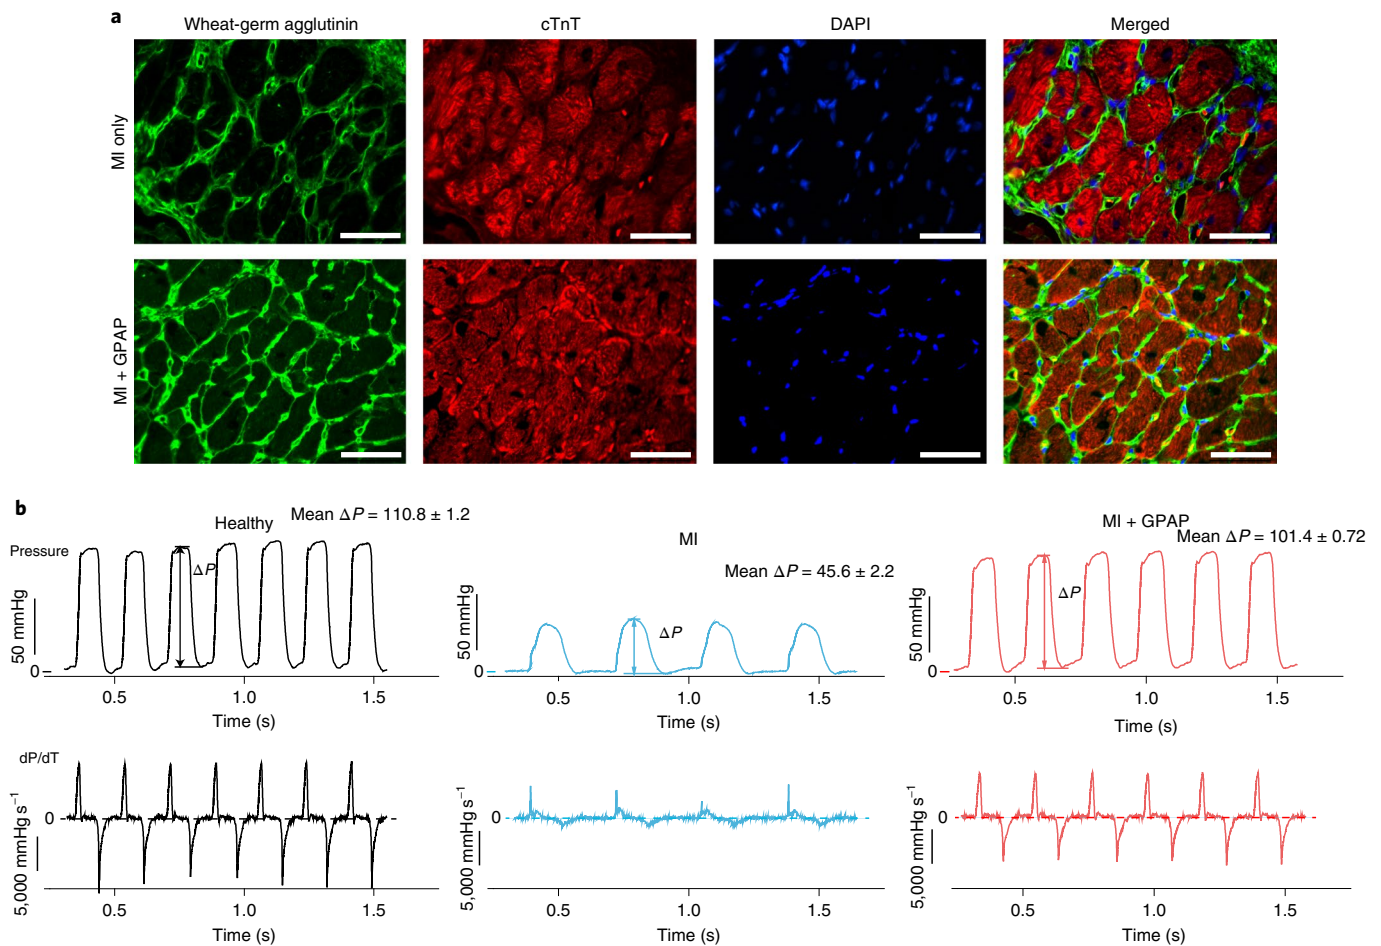 a
Wheat-germ agglutinin
cTnT
DAPI
Merged
MI only
MI + GPAP
b
Healthy
Mean ΔP = 110.8 ± 1.2
Pressure
ΔP
50 mmHg
0
0.5
1.0
1.5
Time (s)
MI
Mean ΔP = 45.6 ± 2.2
ΔP
50 mmHg
0
0.5
1.0
1.5
Time (s)
MI + GPAP
Mean ΔP = 101.4 ± 0.72
ΔP
50 mmHg
0
0.5
1.0
1.5
Time (s)
dP/dT
0
5,000 mmHg s⁻¹
0.5
1.0
1.5
Time (s)
0
5,000 mmHg s⁻¹
0.5
1.0
1.5
Time (s)
0
5,000 mmHg s⁻¹
0.5
1.0
1.5
Time (s)